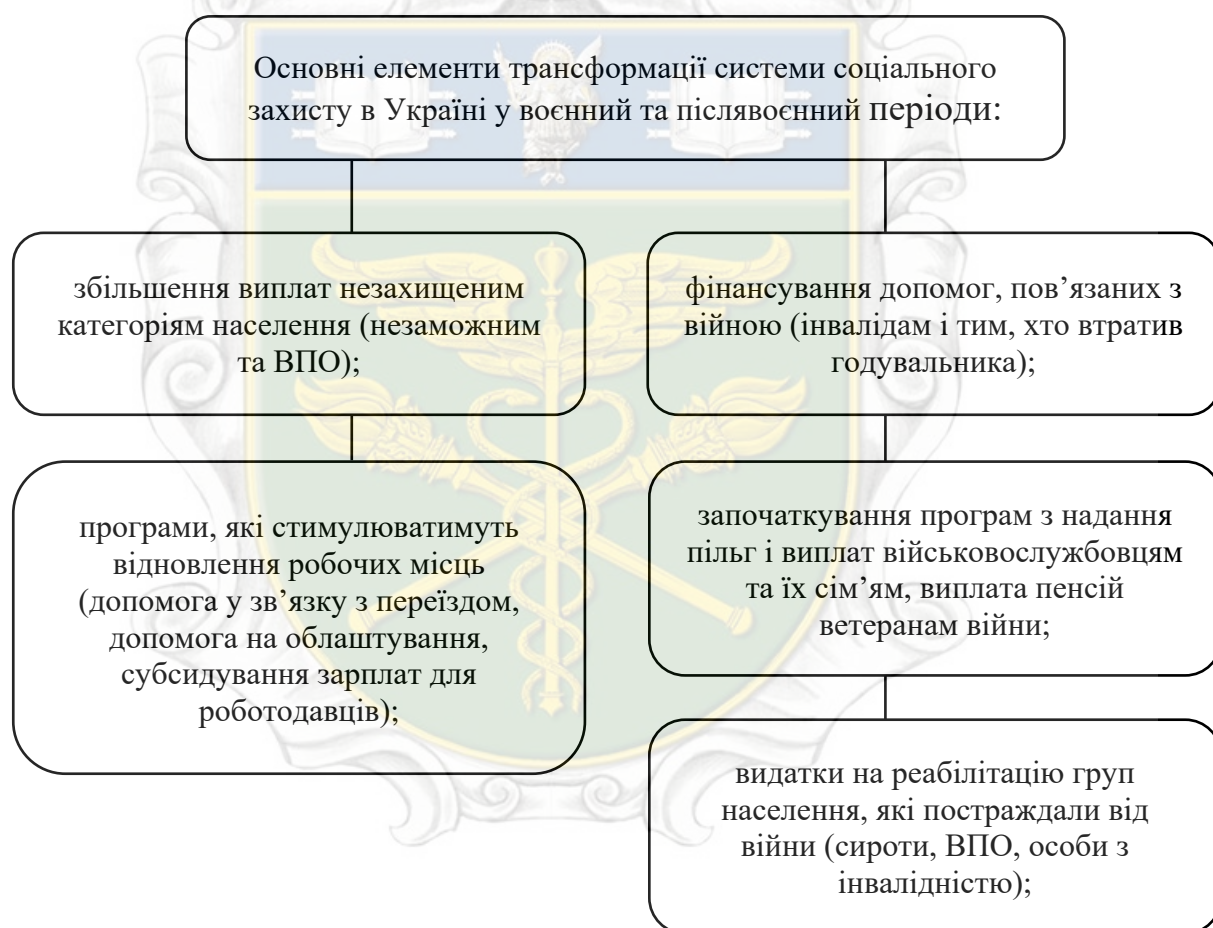 Основні елементи трансформації системи соціального
захисту в Україні у воєнний та післявоєнний періоди:
збільшення виплат незахищеним
категоріям населення (незаможним
та ВПО);
програми, які стимулюватимуть
відновлення робочих місць
(допомога у зв’язку з переїздом,
допомога на облаштування,
субсидування зарплат для
роботодавців);
фінансування допомог, пов’язаних з
війною (інвалідам і тим, хто втратив
годувальника);
започаткування програм з надання
пільг і виплат військовослужбовцям
та їх сім’ям, виплата пенсій
ветеранам війни;
видатки на реабілітацію груп
населення, які постраждали від
війни (сироти, ВПО, особи з
інвалідністю);